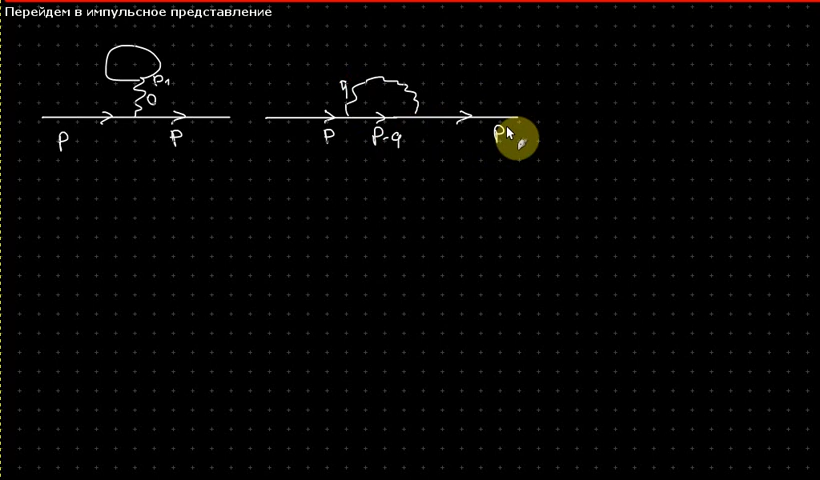 Перейдем в импульсное представление
p₁
0
p p
q
p p-q p